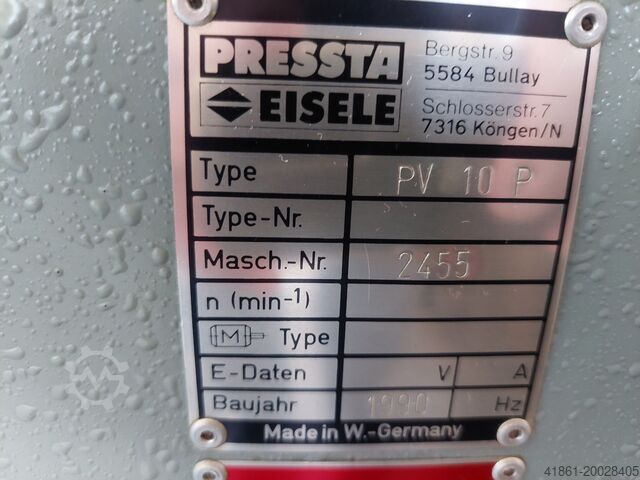 PRESSTA
EISELE
Bergstr. 9
5584 Bullay
Schlosserstr. 7
7316 Köngen/N
Type PV 10 P
Type-Nr.
Masch.-Nr. 2455
n (min-1)
M Type
E-Daten V A
Baujahr 1990 Hz
Made in W.-Germany
41861-20028405